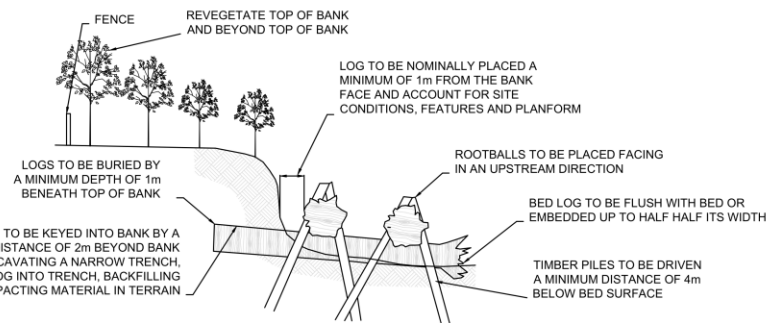 FENCE
REVEGETATE TOP OF BANK
AND BEYOND TOP OF BANK
LOG TO BE NOMINALLY PLACED A
MINIMUM OF 1m FROM THE BANK
FACE AND ACCOUNT FOR SITE
CONDITIONS, FEATURES AND PLANFORM
LOGS TO BE BURIED BY
A MINIMUM DEPTH OF 1m
BENEATH TOP OF BANK
ROOTBALLS TO BE PLACED FACING
IN AN UPSTREAM DIRECTION
BED LOG TO BE FLUSH WITH BED OR
EMBEDDED UP TO HALF HALF ITS WIDTH
TO BE KEYED INTO BANK BY A
DISTANCE OF 2m BEYOND BANK
CAVATING A NARROW TRENCH,
OG INTO TRENCH, BACKFILLING
PACTING MATERIAL IN TERRAIN
TIMBER PILES TO BE DRIVEN
A MINIMUM DISTANCE OF 4m
BELOW BED SURFACE